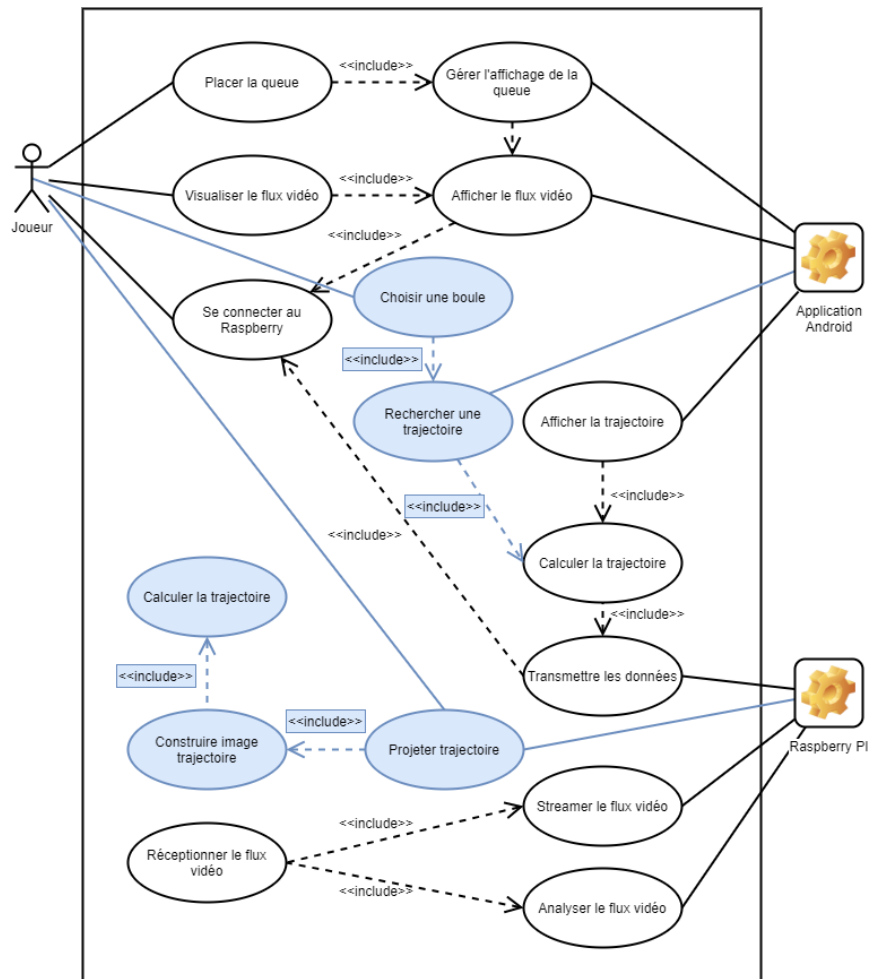 Placer la queue
<<include>>
Gérer l'affichage de la
queue
Joueur
Visualiser le flux vidéo
<<include>>
Afficher le flux vidéo
<<include>>
Se connecter au
Raspberry
Choisir une boule
Application
Android
<<include>>
Rechercher une
trajectoire
Afficher la trajectoire
<<include>>
<<include>>
<<include>>
Calculer la trajectoire
Calculer la trajectoire
<<include>>
<<include>>
Transmettre les données
Construire image
trajectoire
<<include>>
Projeter trajectoire
Raspberry PI
Streamer le flux vidéo
<<include>>
Réceptionner le flux
vidéo
<<include>>
Analyser le flux vidéo